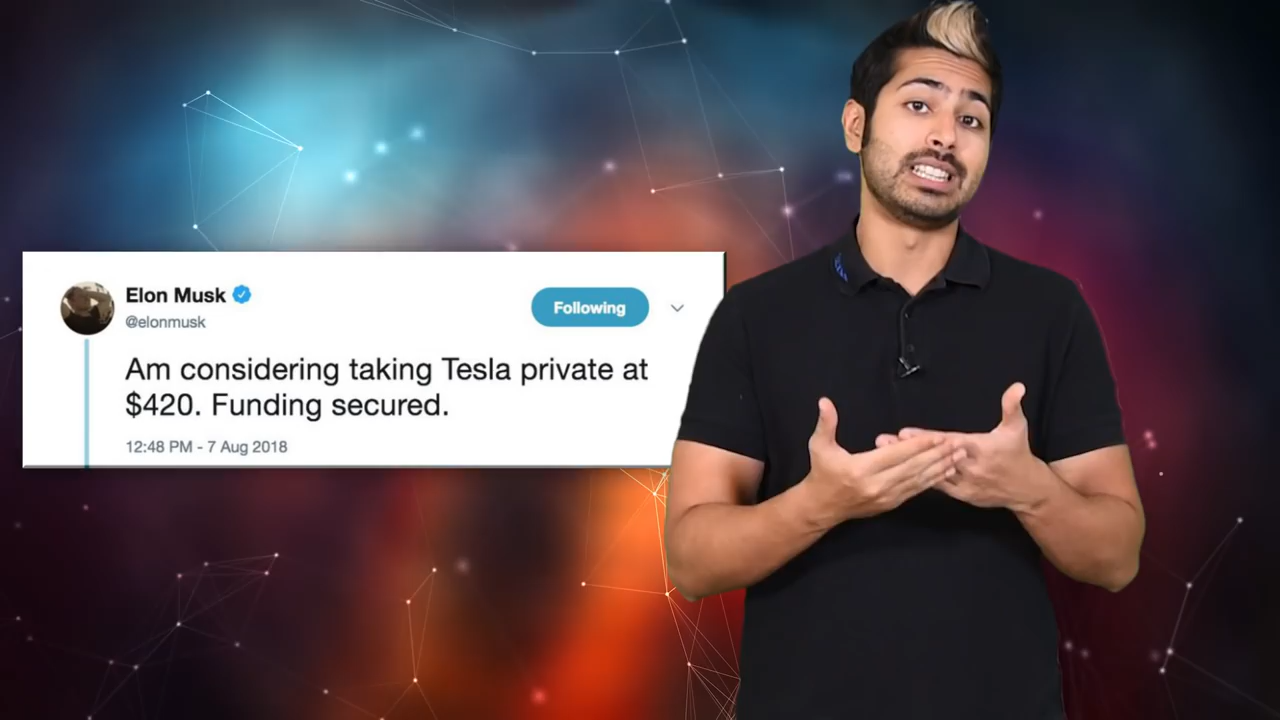 Elon Musk
@elonmusk
Following
Am considering taking Tesla private at
$420. Funding secured.
12:48 PM - 7 Aug 2018